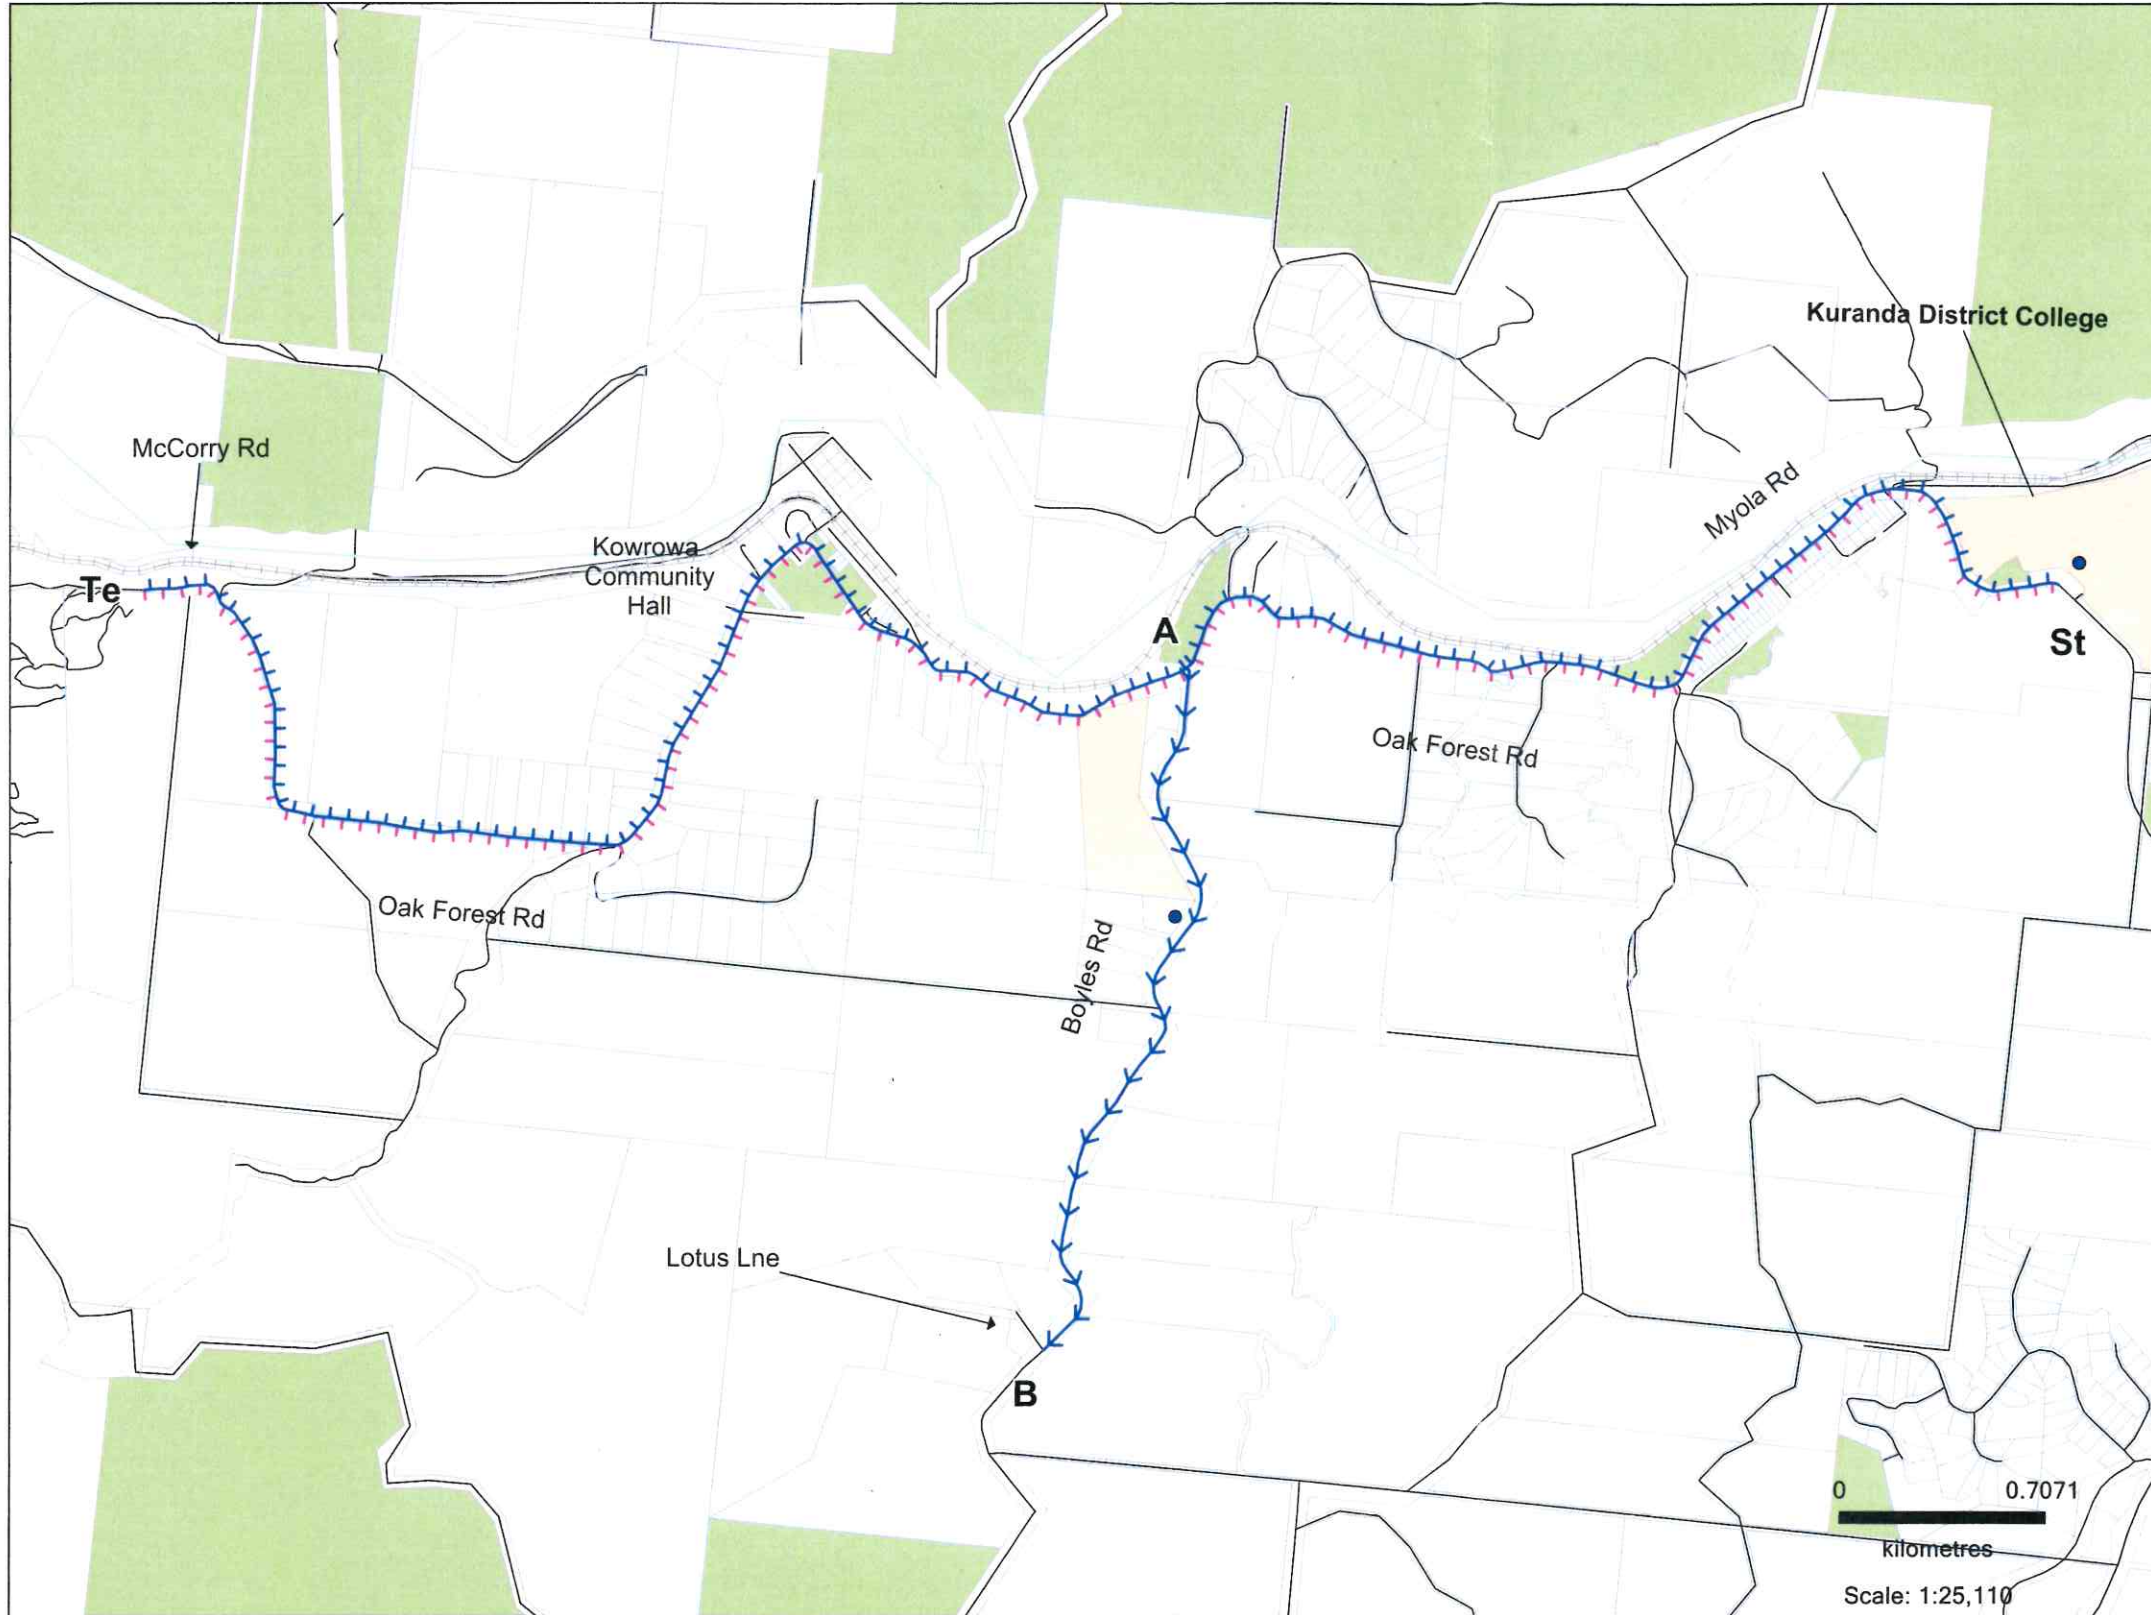 Kuranda District College
McCorry Rd
Myola Rd
Kowrowa
Community
Hall
Te
A
St
Oak Forest Rd
Oak Forest Rd
Boyles Rd
Lotus Lne
B
0 0.7071
kilometres
Scale: 1:25,110